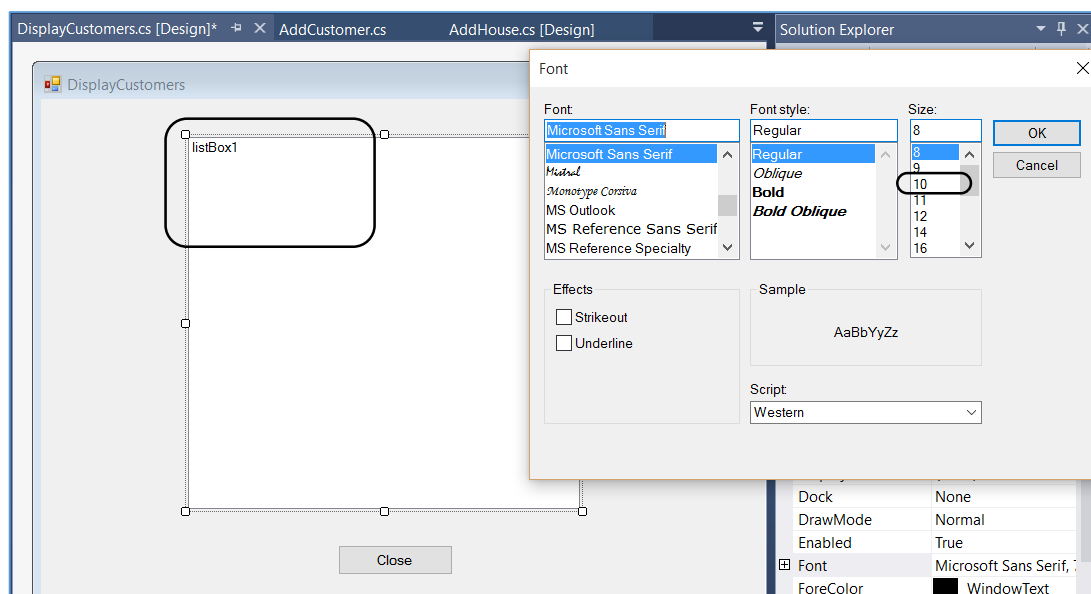 DisplayCustomers.cs [Design]*
AddCustomer.cs
AddHouse.cs [Design]
Solution Explorer
DisplayCustomers
listBox1
Close
Font
Font:
Microsoft Sans Serif
Microsoft Sans Serif
Mistral
Monotype Corsiva
MS Outlook
MS Reference Sans Serif
MS Reference Specialty
Font style:
Regular
Regular
Oblique
Bold
Bold Oblique
Size:
8
8
9
10
11
12
14
16
OK
Cancel
Effects
Strikeout
Underline
Sample
AaBbYyZz
Script:
Western
Dock None
DrawMode Normal
Enabled True
Font Microsoft Sans Serif, 7
ForeColor WindowText